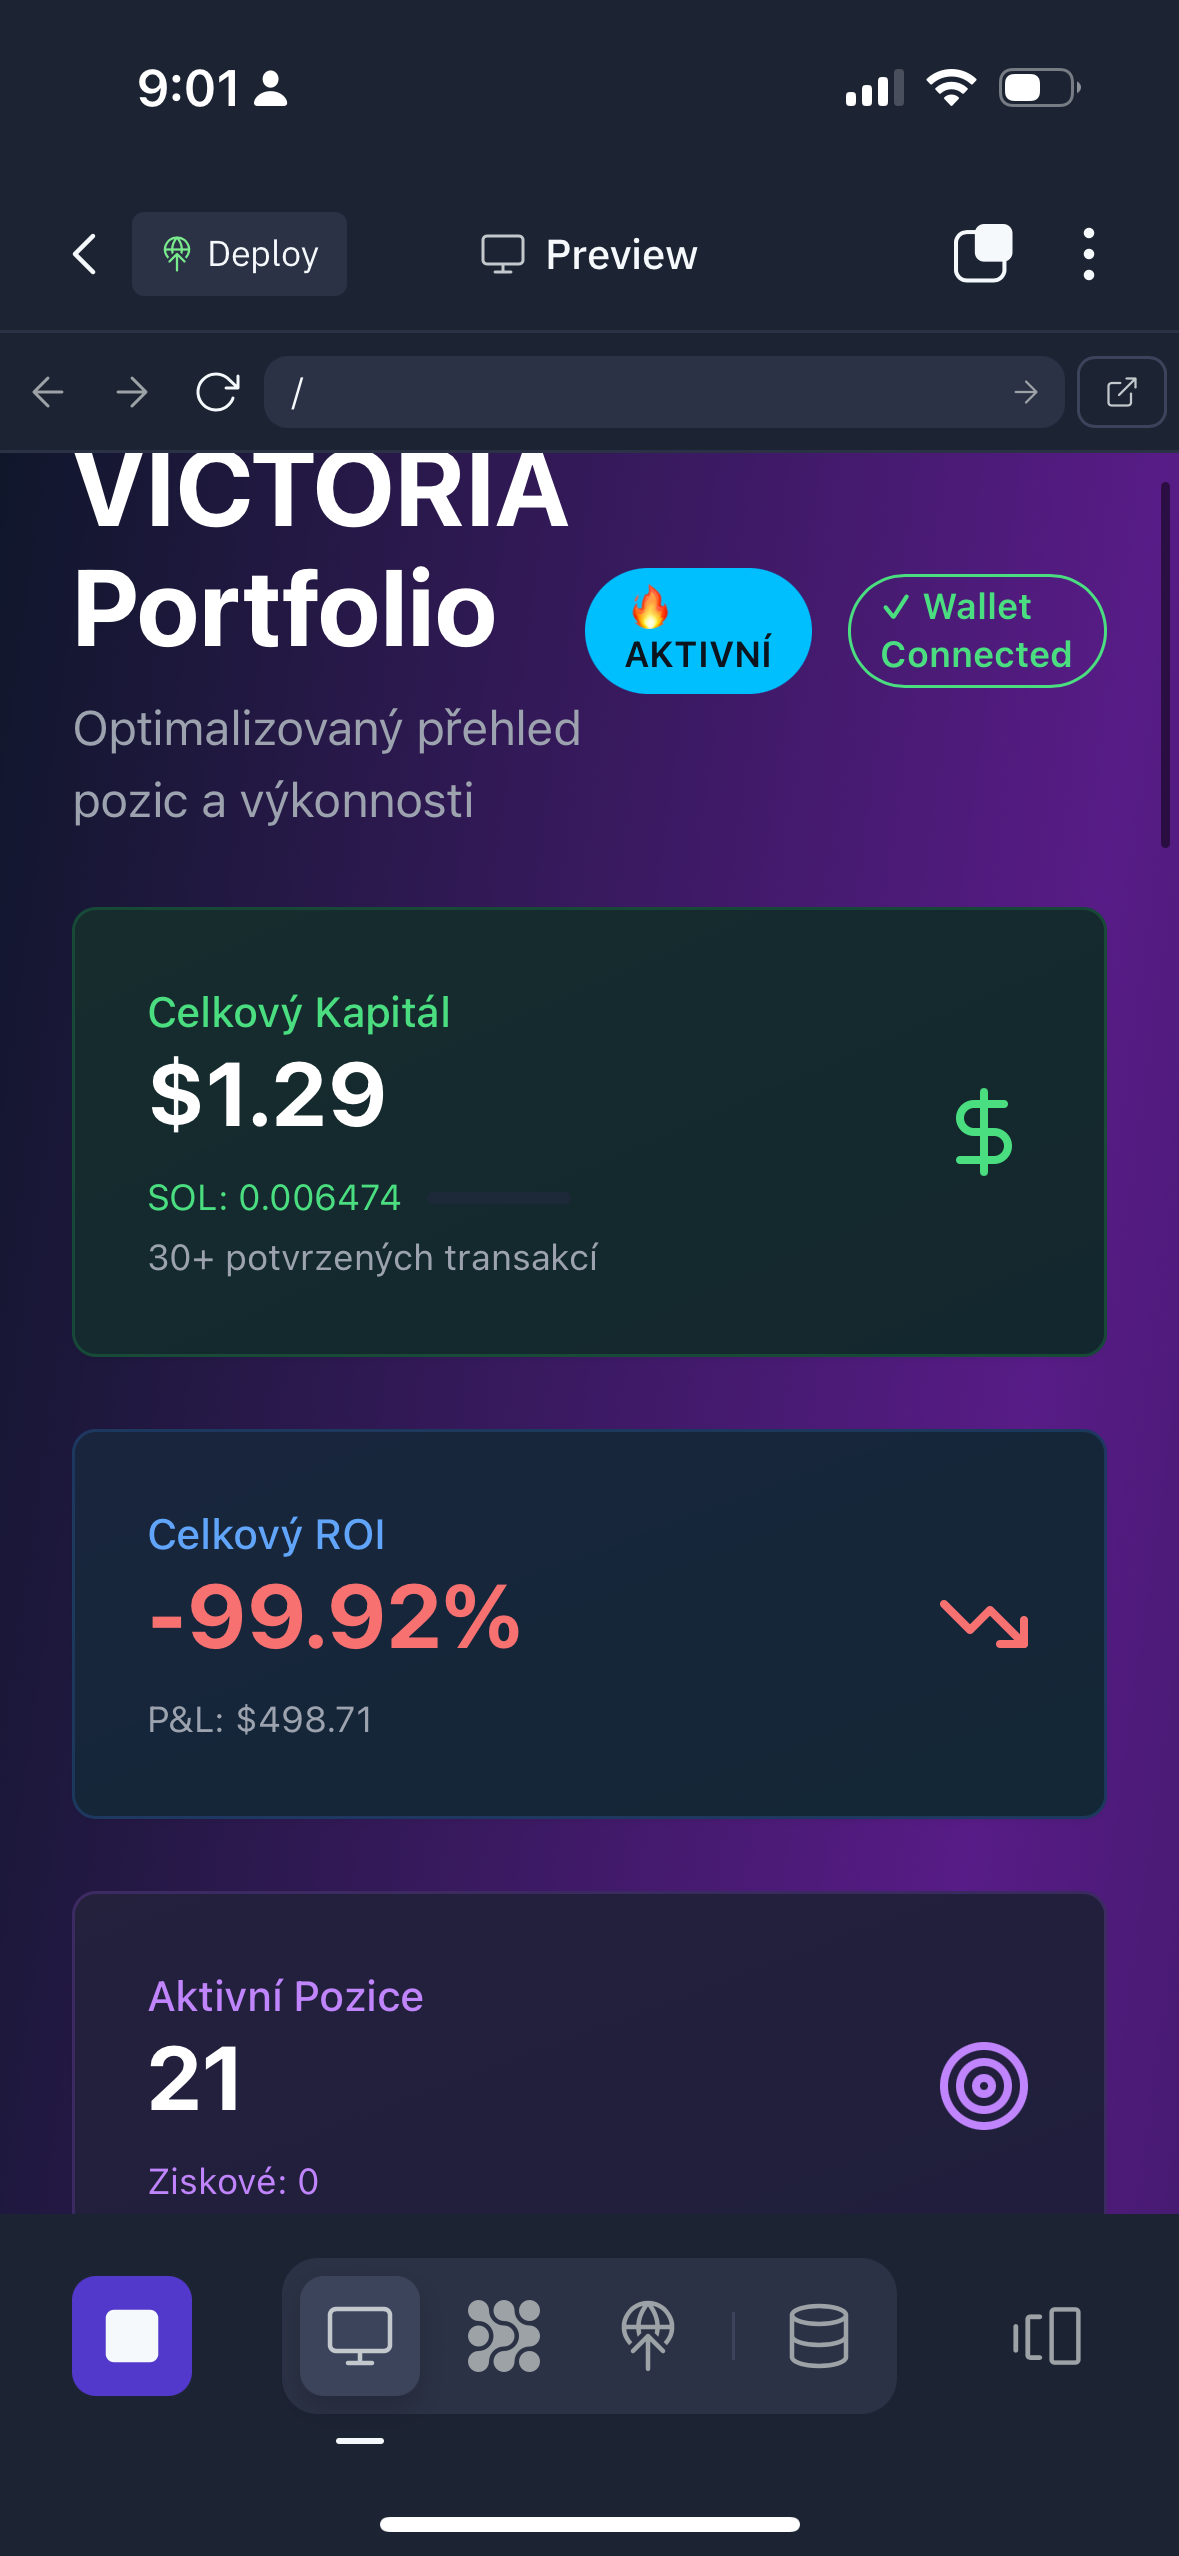 9:01
Deploy
Preview
/
VICTORIA
Portfolio
AKTIVNÍ
✓ Wallet
Connected
Optimalizovaný přehled
pozic a výkonnosti
Celkový Kapitál
$1.29
SOL: 0.006474
30+ potvrzených transakcí
Celkový ROI
-99.92%
P&L: $498.71
Aktivní Pozice
21
Ziskové: 0